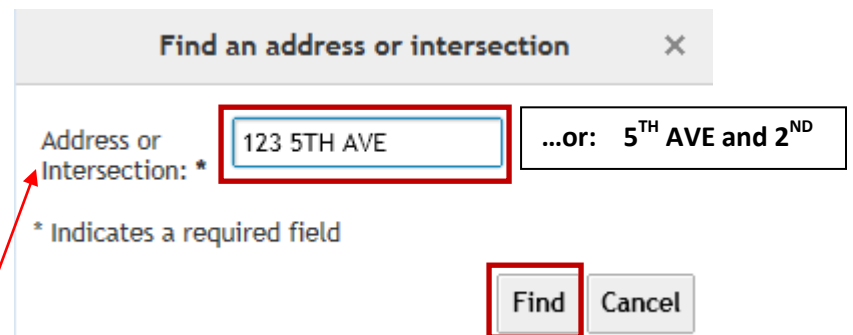 Find an address or intersection ×
Address or
Intersection: *
123 5TH AVE
…or: 5TH AVE and 2ND
* Indicates a required field
Find Cancel